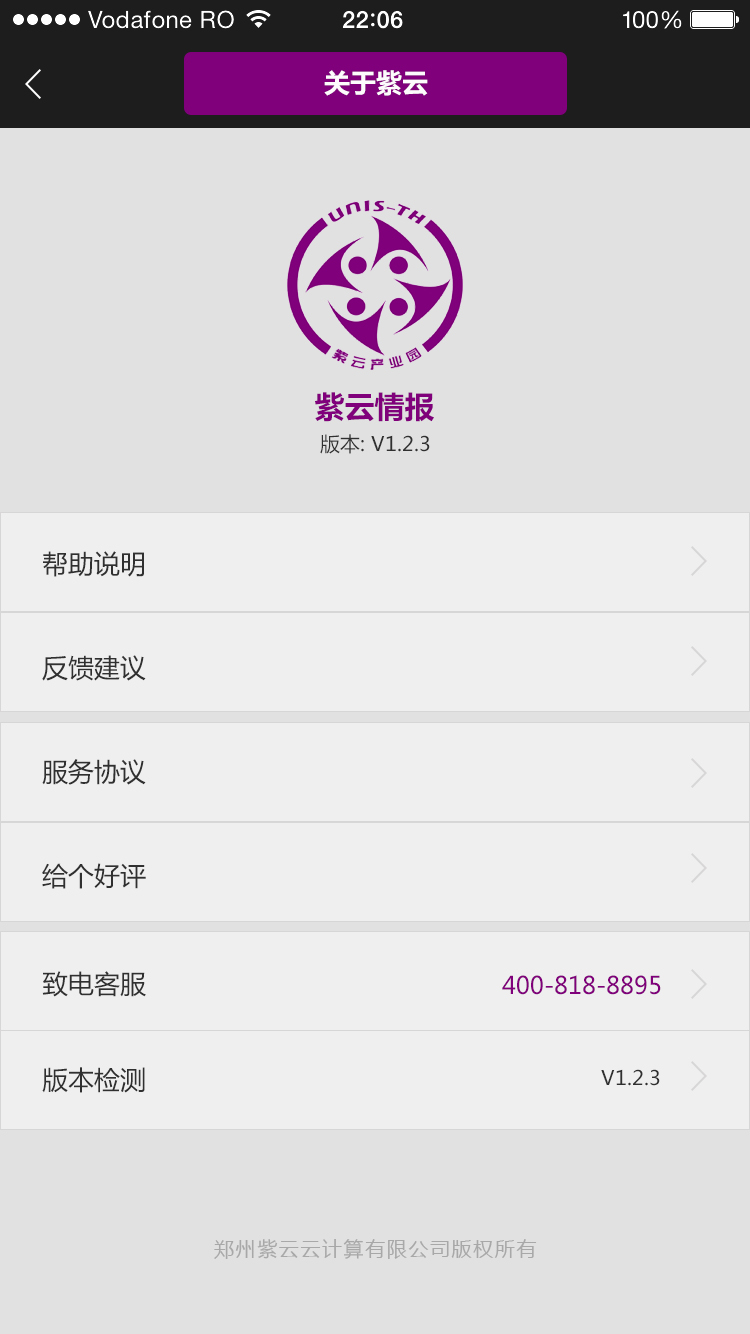 Vodafone RO
22:06
100%
关于紫云
UNIS-TH
紫云产业园
紫云情报
版本: V1.2.3
帮助说明
反馈建议
服务协议
给个好评
致电客服
400-818-8895
版本检测
V1.2.3
郑州紫云云计算有限公司版权所有